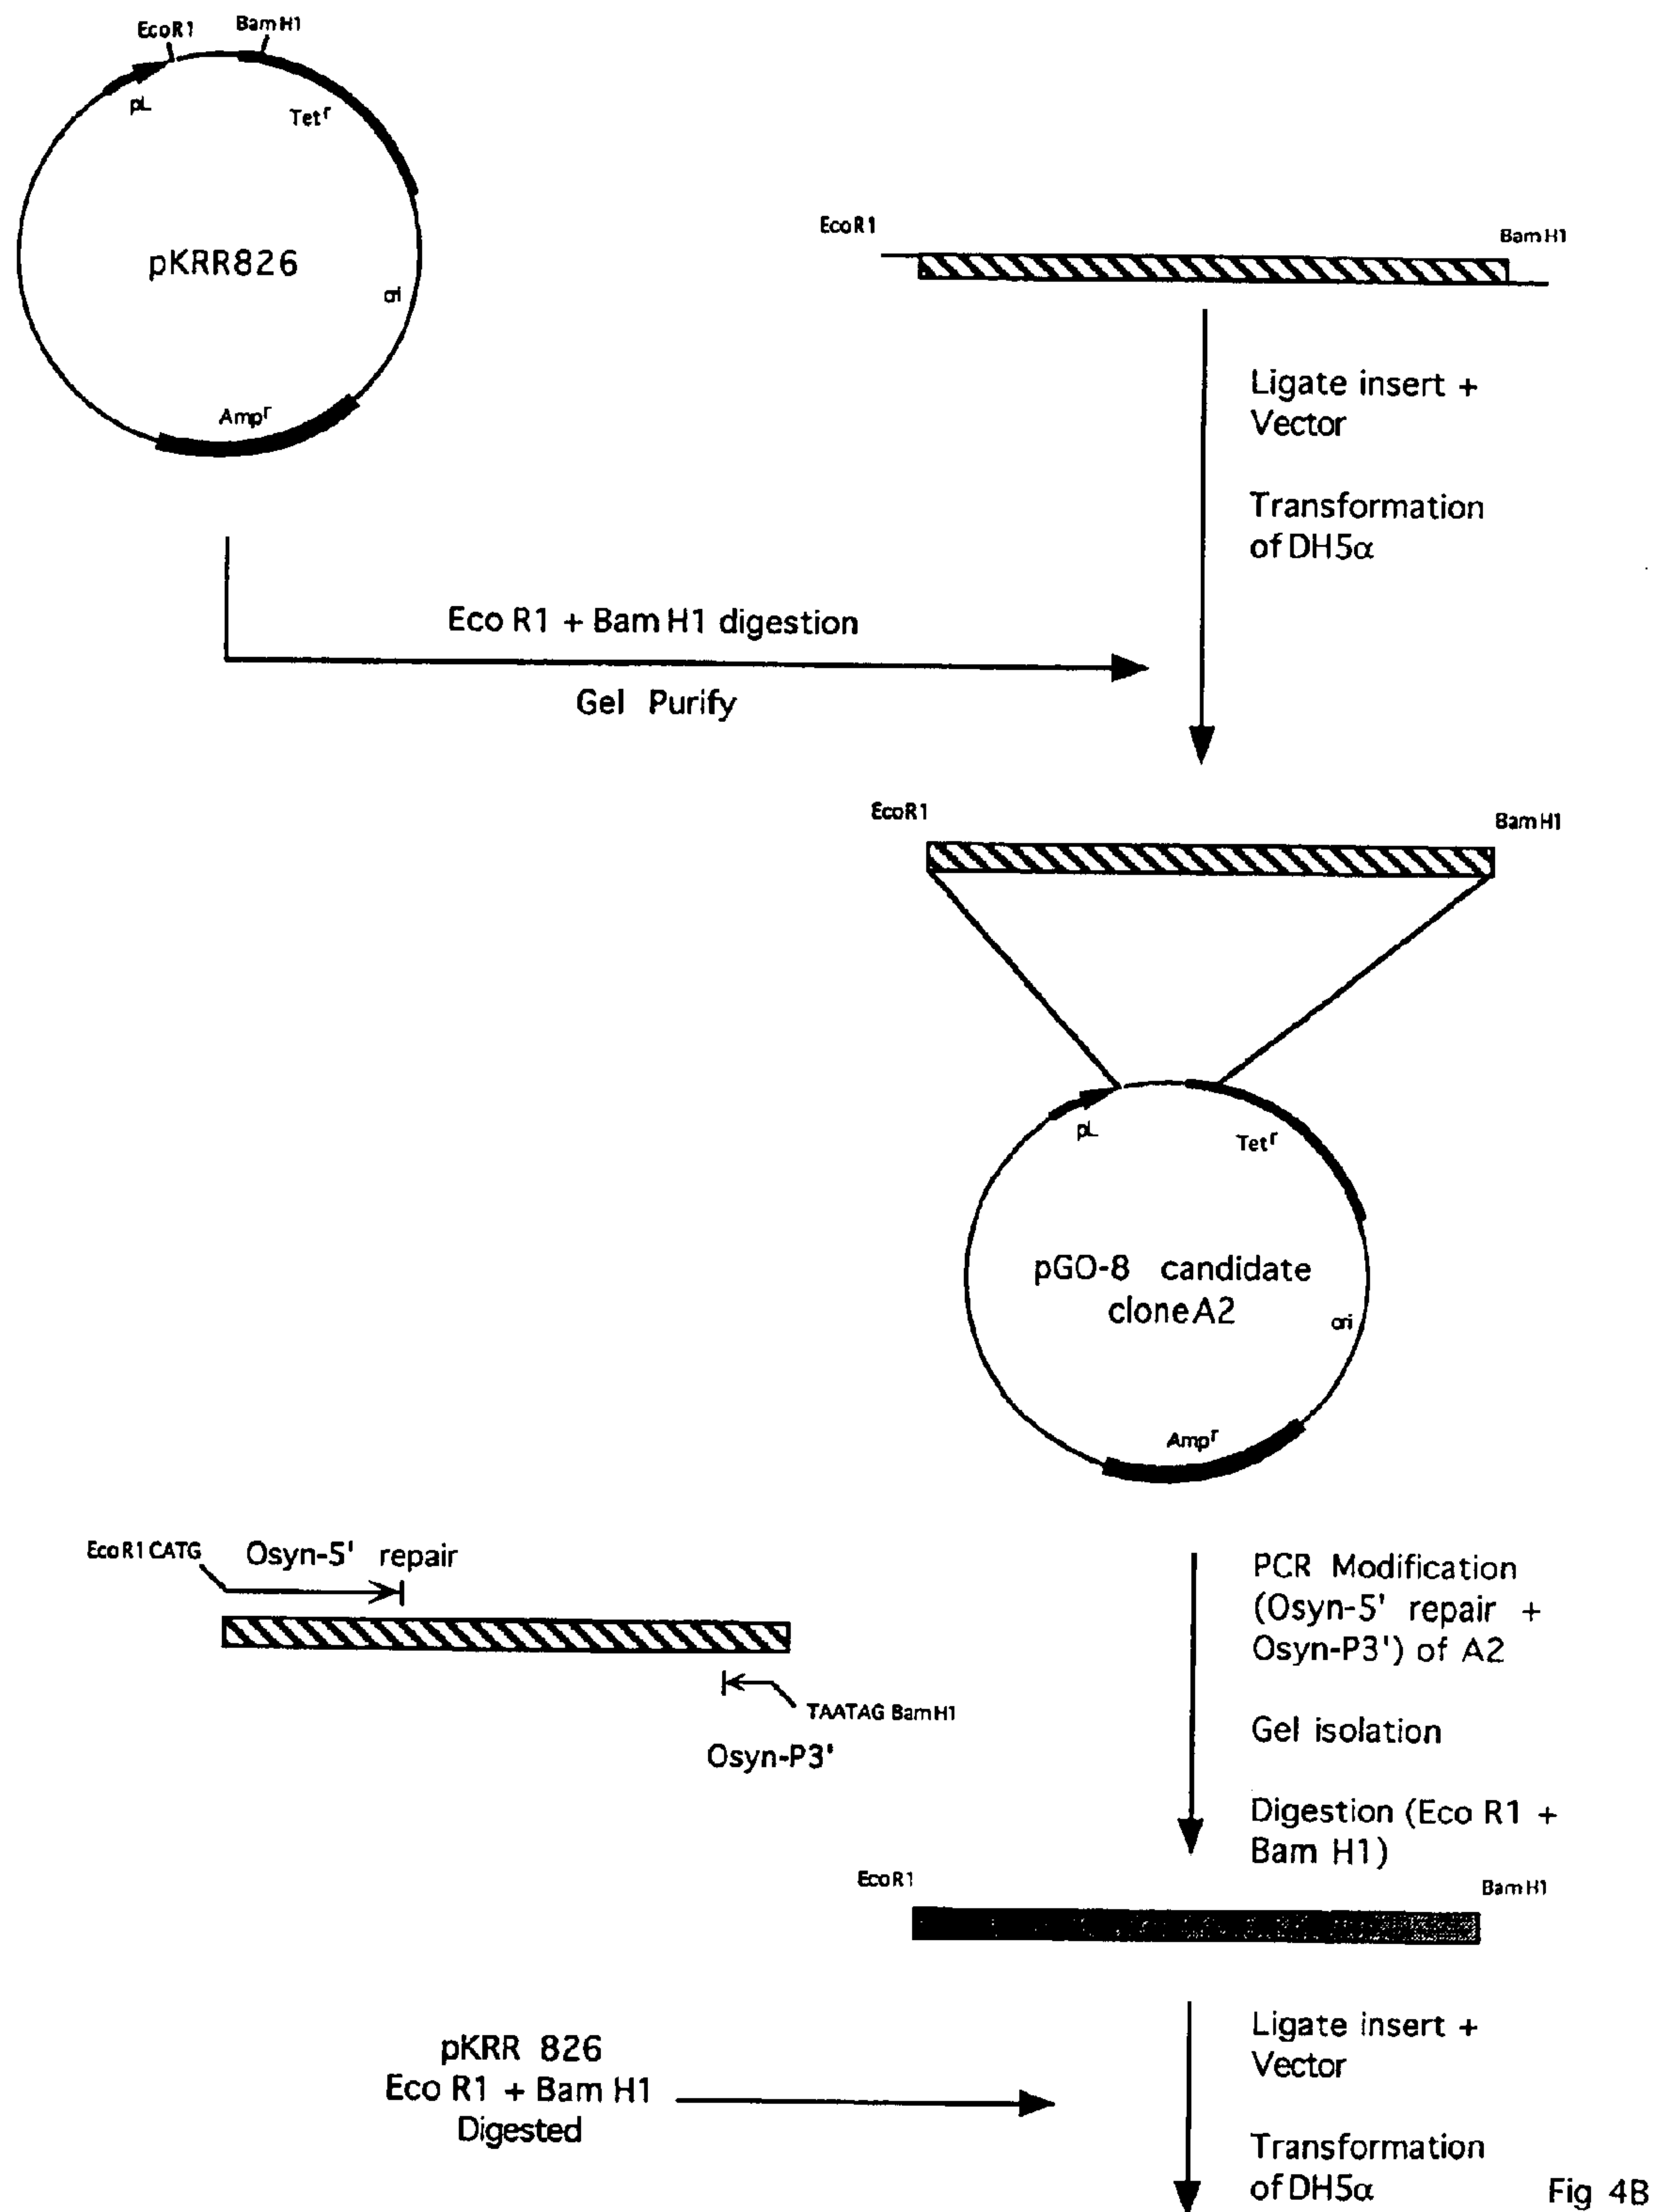 EcoR1
BamH1
pL
Tetr
pKRR826
ori
Ampr
EcoR1
BamH1
Ligate insert +
Vector
Transformation
of DH5α
Eco R1 + Bam H1 digestion
Gel Purify
EcoR1
BamH1
pL
Tetr
pGO-8 candidate
clone A2
ori
Ampr
EcoR1 CATG
Osyn-5' repair
TAATAG BamH1
Osyn-P3'
PCR Modification
(Osyn-5' repair +
Osyn-P3') of A2
Gel isolation
Digestion (Eco R1 +
Bam H1)
EcoR1
BamH1
pKRR 826
Eco R1 + Bam H1
Digested
Ligate insert +
Vector
Transformation
of DH5α
Fig 4B